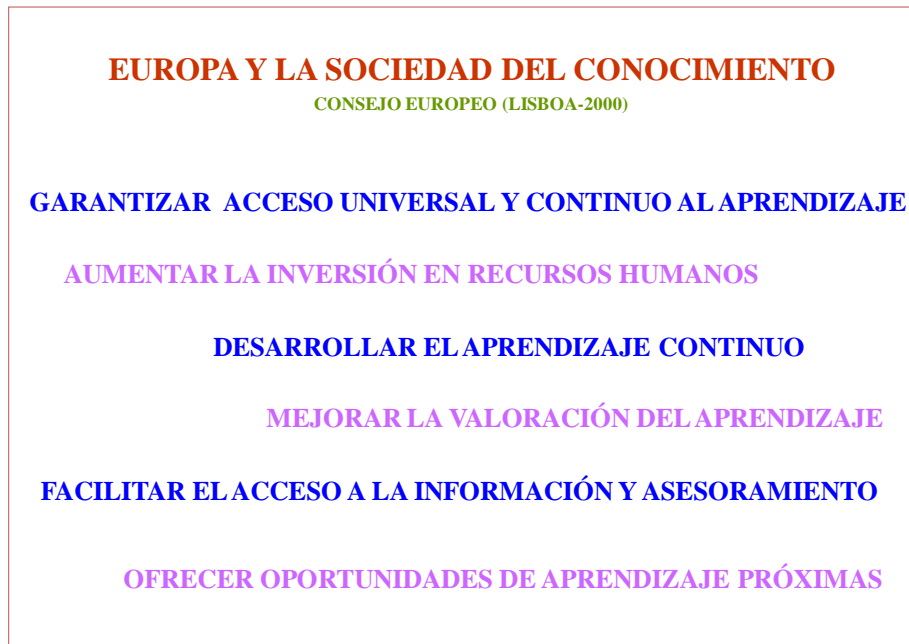 EUROPA Y LA SOCIEDAD DEL CONOCIMIENTO
CONSEJO EUROPEO (LISBOA-2000)
GARANTIZAR ACCESO UNIVERSAL Y CONTINUO AL APRENDIZAJE
AUMENTAR LA INVERSIÓN EN RECURSOS HUMANOS
DESARROLLAR EL APRENDIZAJE CONTINUO
MEJORAR LA VALORACIÓN DEL APRENDIZAJE
FACILITAR EL ACCESO A LA INFORMACIÓN Y ASESORAMIENTO
OFRECER OPORTUNIDADES DE APRENDIZAJE PRÓXIMAS